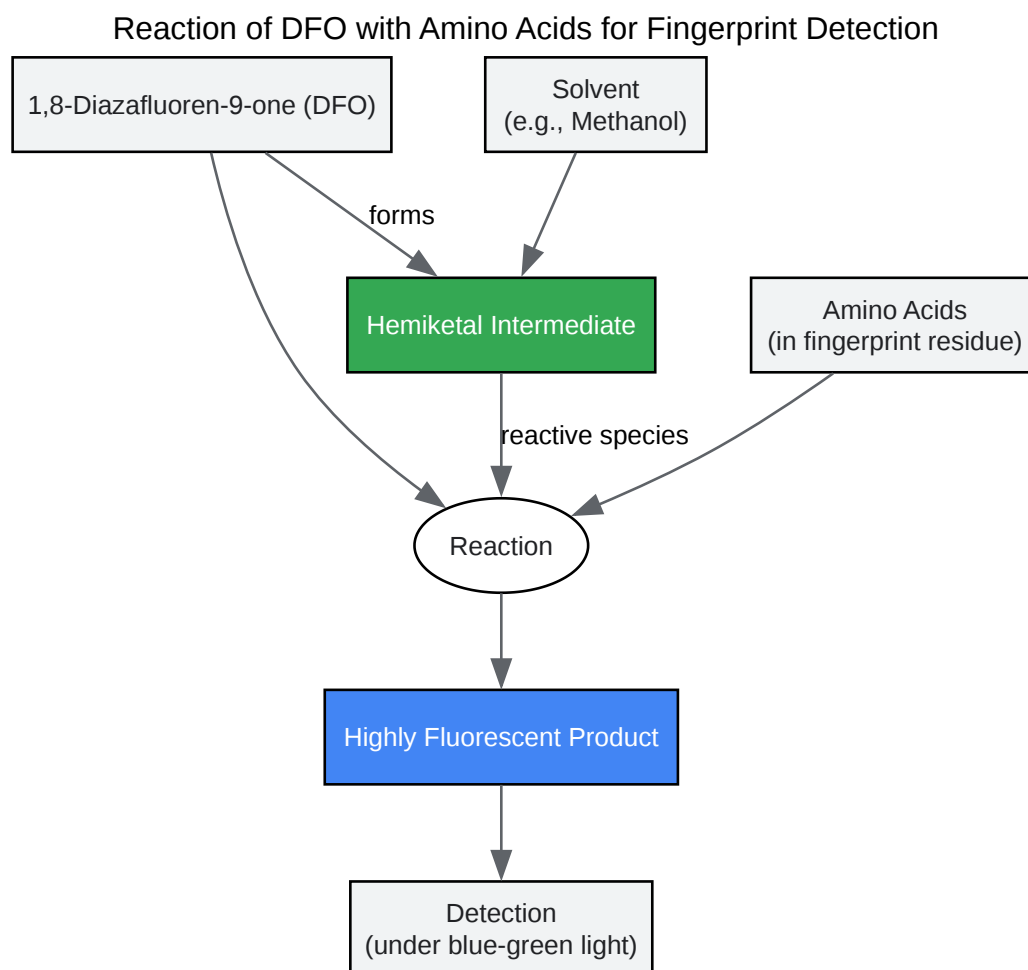 Reaction of DFO with Amino Acids for Fingerprint Detection
1,8-Diazafluoren-9-one (DFO)
Solvent
(e.g., Methanol)
forms
Hemiketal Intermediate
Amino Acids
(in fingerprint residue)
reactive species
Reaction
Highly Fluorescent Product
Detection
(under blue-green light)